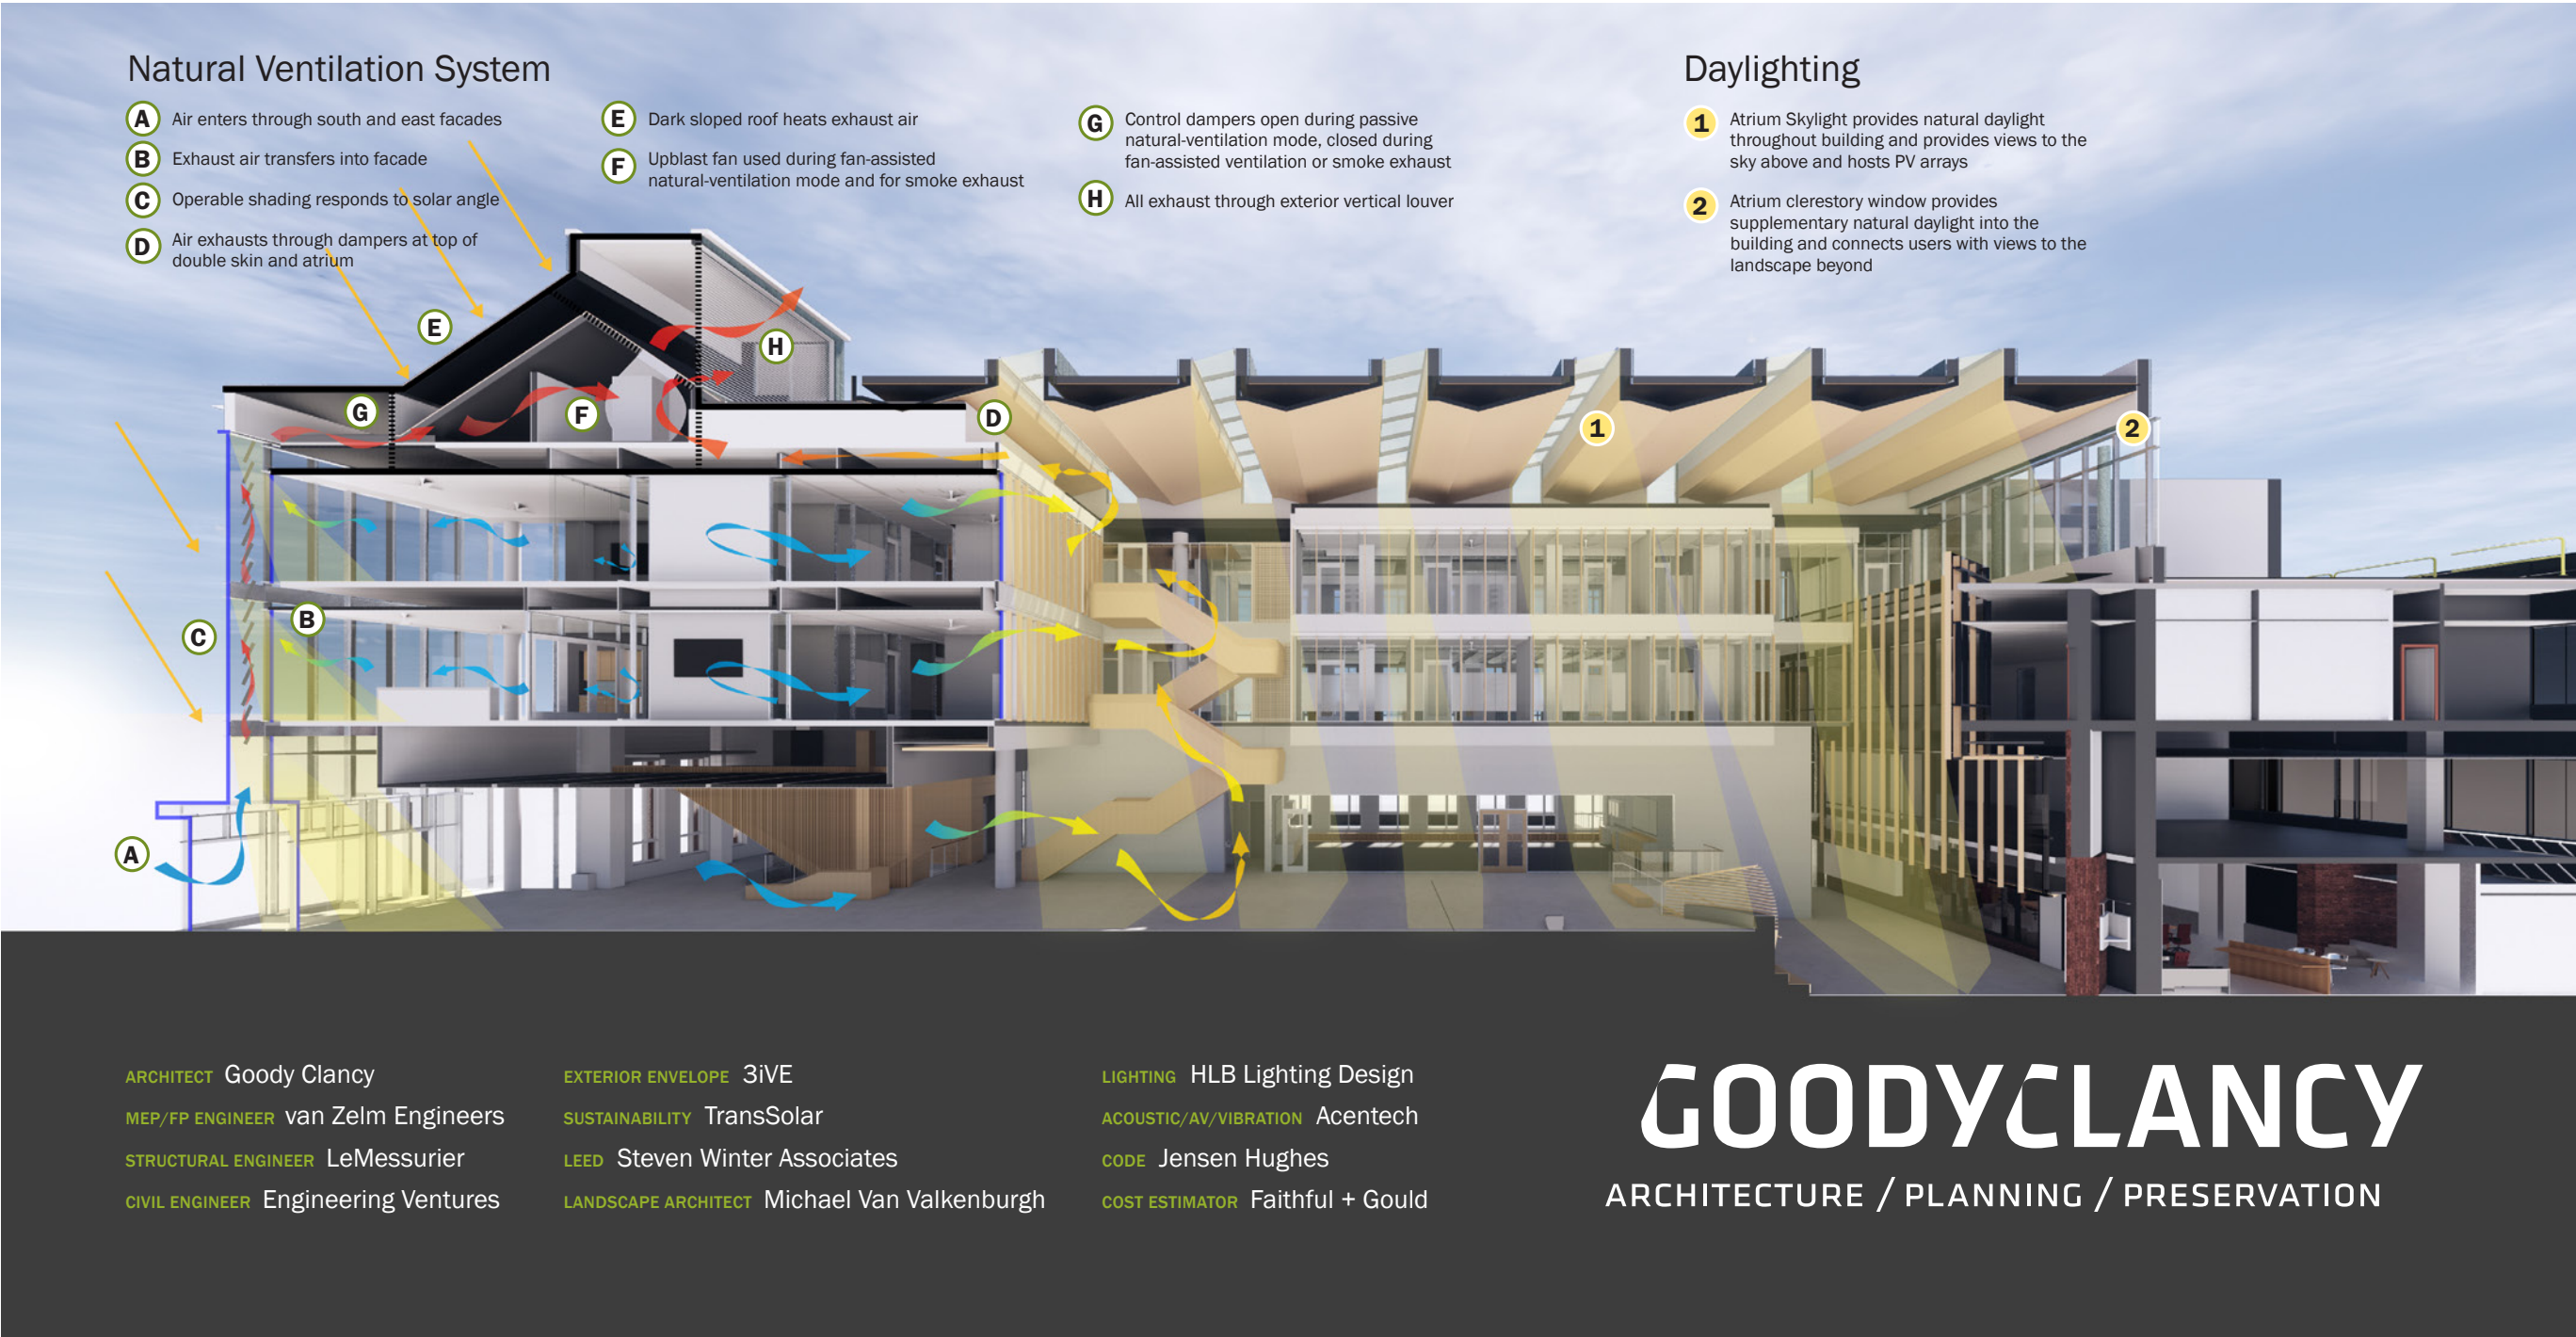 Natural Ventilation System
A Air enters through south and east facades
B Exhaust air transfers into facade
C Operable shading responds to solar angle
D Air exhausts through dampers at top of
double skin and atrium
E Dark sloped roof heats exhaust air
F Upblast fan used during fan-assisted
natural-ventilation mode and for smoke exhaust
G Control dampers open during passive
natural-ventilation mode, closed during
fan-assisted ventilation or smoke exhaust
H All exhaust through exterior vertical louver
Daylighting
1 Atrium Skylight provides natural daylight
throughout building and provides views to the
sky above and hosts PV arrays
2 Atrium clerestory window provides
supplementary natural daylight into the
building and connects users with views to the
landscape beyond
E
H
G
F
D
1
2
B
C
A
ARCHITECT Goody Clancy
MEP/FP ENGINEER van Zelm Engineers
STRUCTURAL ENGINEER LeMessurier
CIVIL ENGINEER Engineering Ventures
EXTERIOR ENVELOPE 3iVE
SUSTAINABILITY TransSolar
LEED Steven Winter Associates
LANDSCAPE ARCHITECT Michael Van Valkenburgh
LIGHTING HLB Lighting Design
ACOUSTIC/AV/VIBRATION Acentech
CODE Jensen Hughes
COST ESTIMATOR Faithful + Gould
GOODYCLANCY
ARCHITECTURE / PLANNING / PRESERVATION